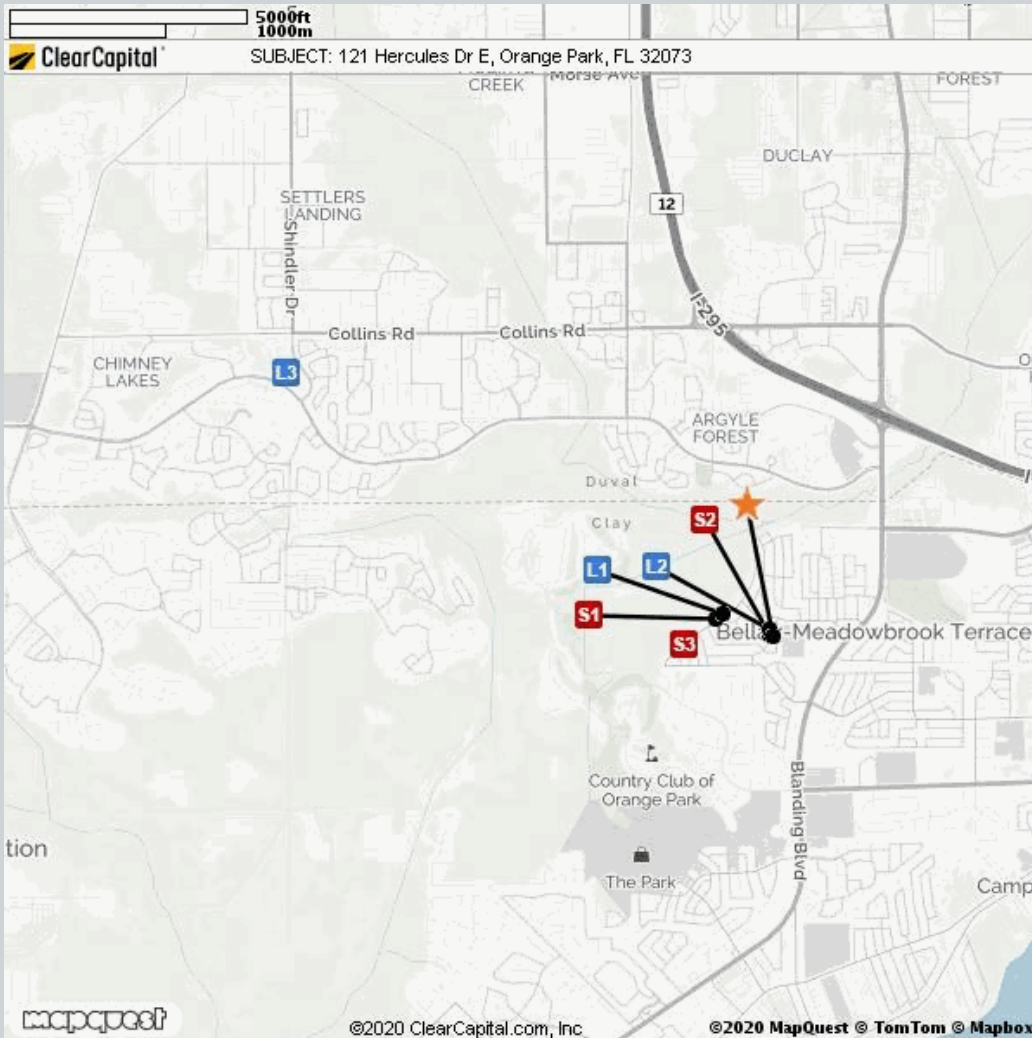 5000ft
1000m
ClearCapital
SUBJECT: 121 Hercules Dr E, Orange Park, FL 32073
CREEK
Morse Ave
FOREST
DUCLAY
12
SETTLERS
LANDING
Shindler Dr
I-295
Collins Rd
Collins Rd
CHIMNEY
LAKES
L3
ARGYLE
FOREST
Duval
Clay
S2
L1
L2
S1
S3
-Meadowbrook Terrace
Country Club of
Orange Park
Blanding Blvd
tion
The Park
Camp
mapquest
©2020 ClearCapital.com, Inc
©2020 MapQuest © TomTom © Mapbox